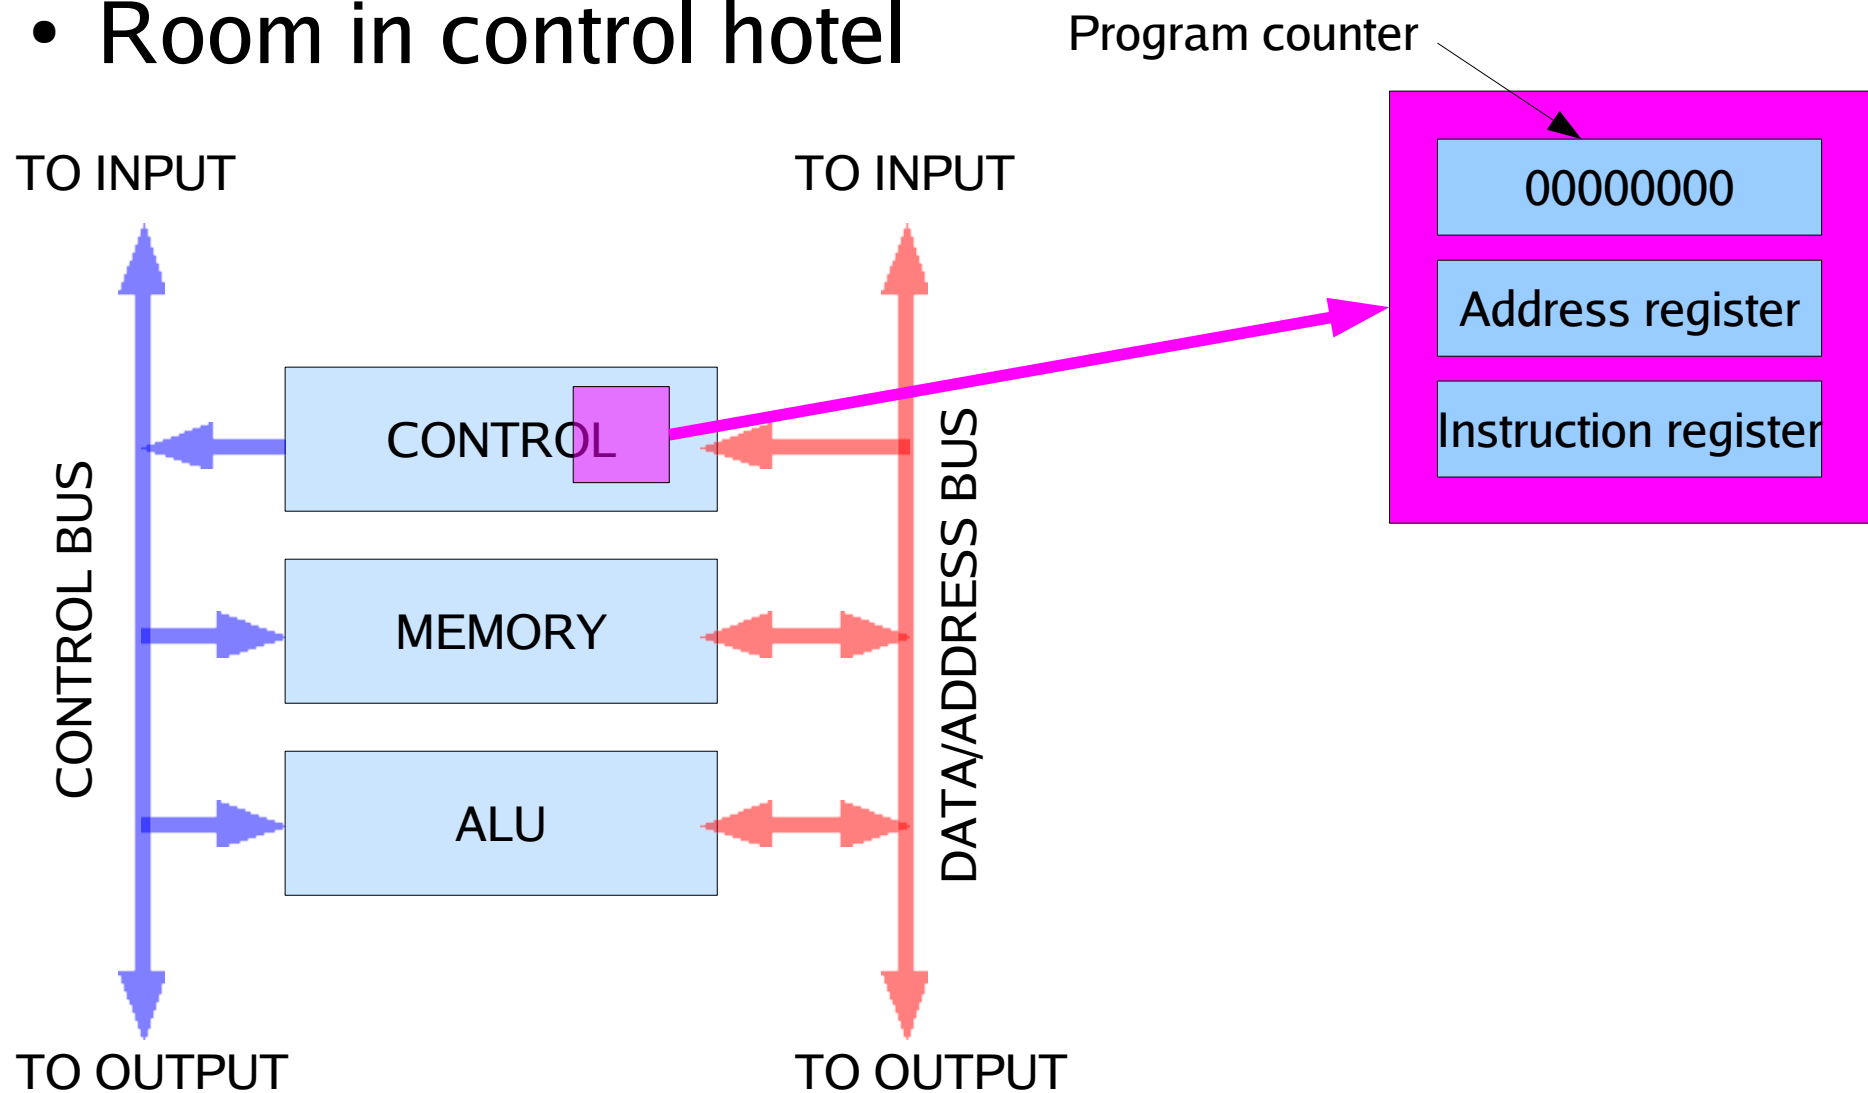 • Room in control hotel
Program counter
TO INPUT
TO INPUT
00000000
Address register
Instruction register
CONTROL
MEMORY
ALU
CONTROL BUS
DATA/ADDRESS BUS
TO OUTPUT
TO OUTPUT